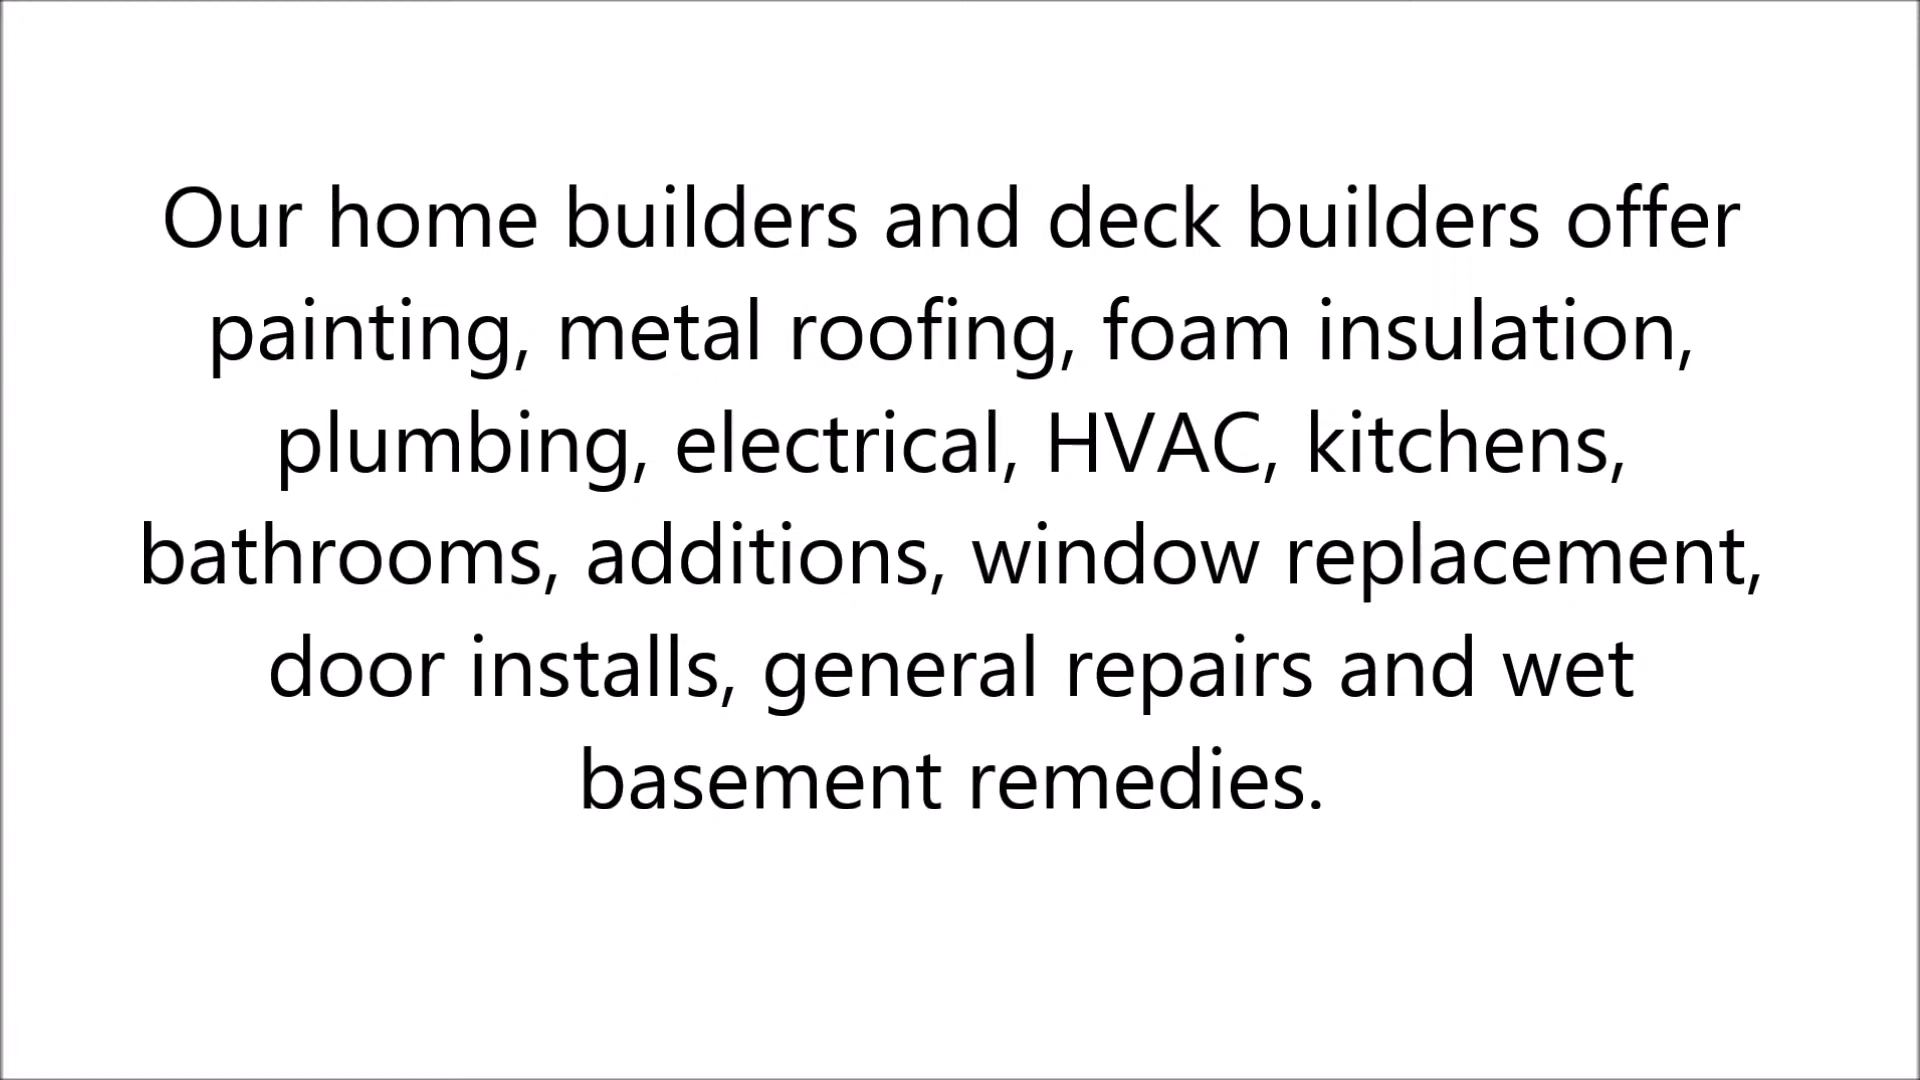 Our home builders and deck builders offer
painting, metal roofing, foam insulation,
plumbing, electrical, HVAC, kitchens,
bathrooms, additions, window replacement,
door installs, general repairs and wet
basement remedies.